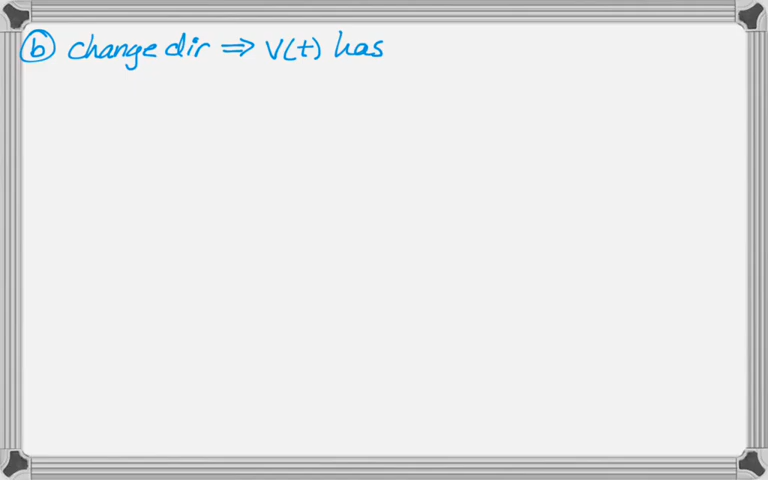 ⓑ change dir ⇒ v(t) has